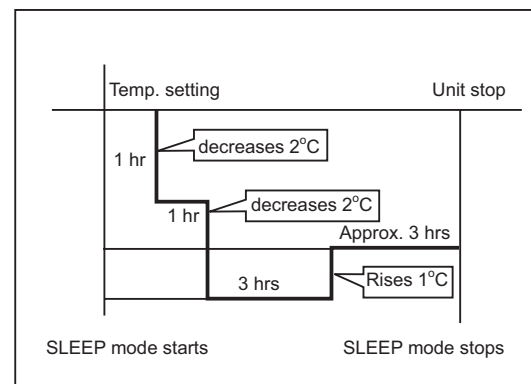 Temp. setting
Unit stop
decreases 2°C
1 hr
decreases 2°C
1 hr
Approx. 3 hrs
3 hrs
Rises 1°C
SLEEP mode starts
SLEEP mode stops